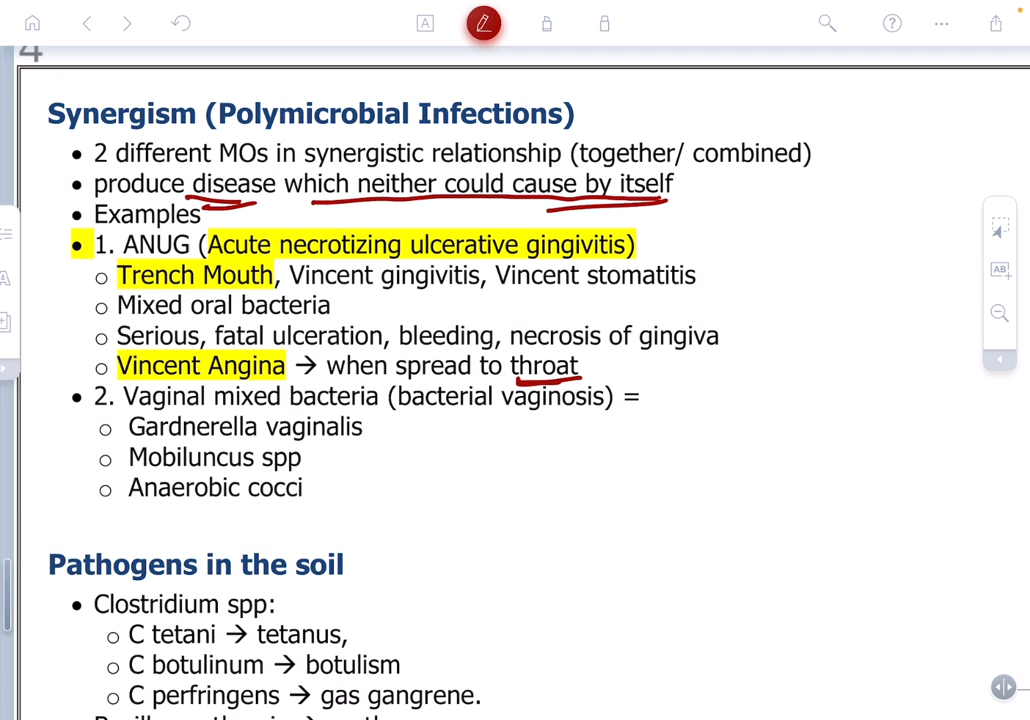 A
4
Synergism (Polymicrobial Infections)
• 2 different MOs in synergistic relationship (together/ combined)
• produce disease which neither could cause by itself
• Examples
• 1. ANUG (Acute necrotizing ulcerative gingivitis)
o Trench Mouth, Vincent gingivitis, Vincent stomatitis
o Mixed oral bacteria
o Serious, fatal ulceration, bleeding, necrosis of gingiva
o Vincent Angina → when spread to throat
• 2. Vaginal mixed bacteria (bacterial vaginosis) =
o Gardnerella vaginalis
o Mobiluncus spp
o Anaerobic cocci
Pathogens in the soil
• Clostridium spp:
o C tetani → tetanus,
o C botulinum → botulism
o C perfringens → gas gangrene.
AB